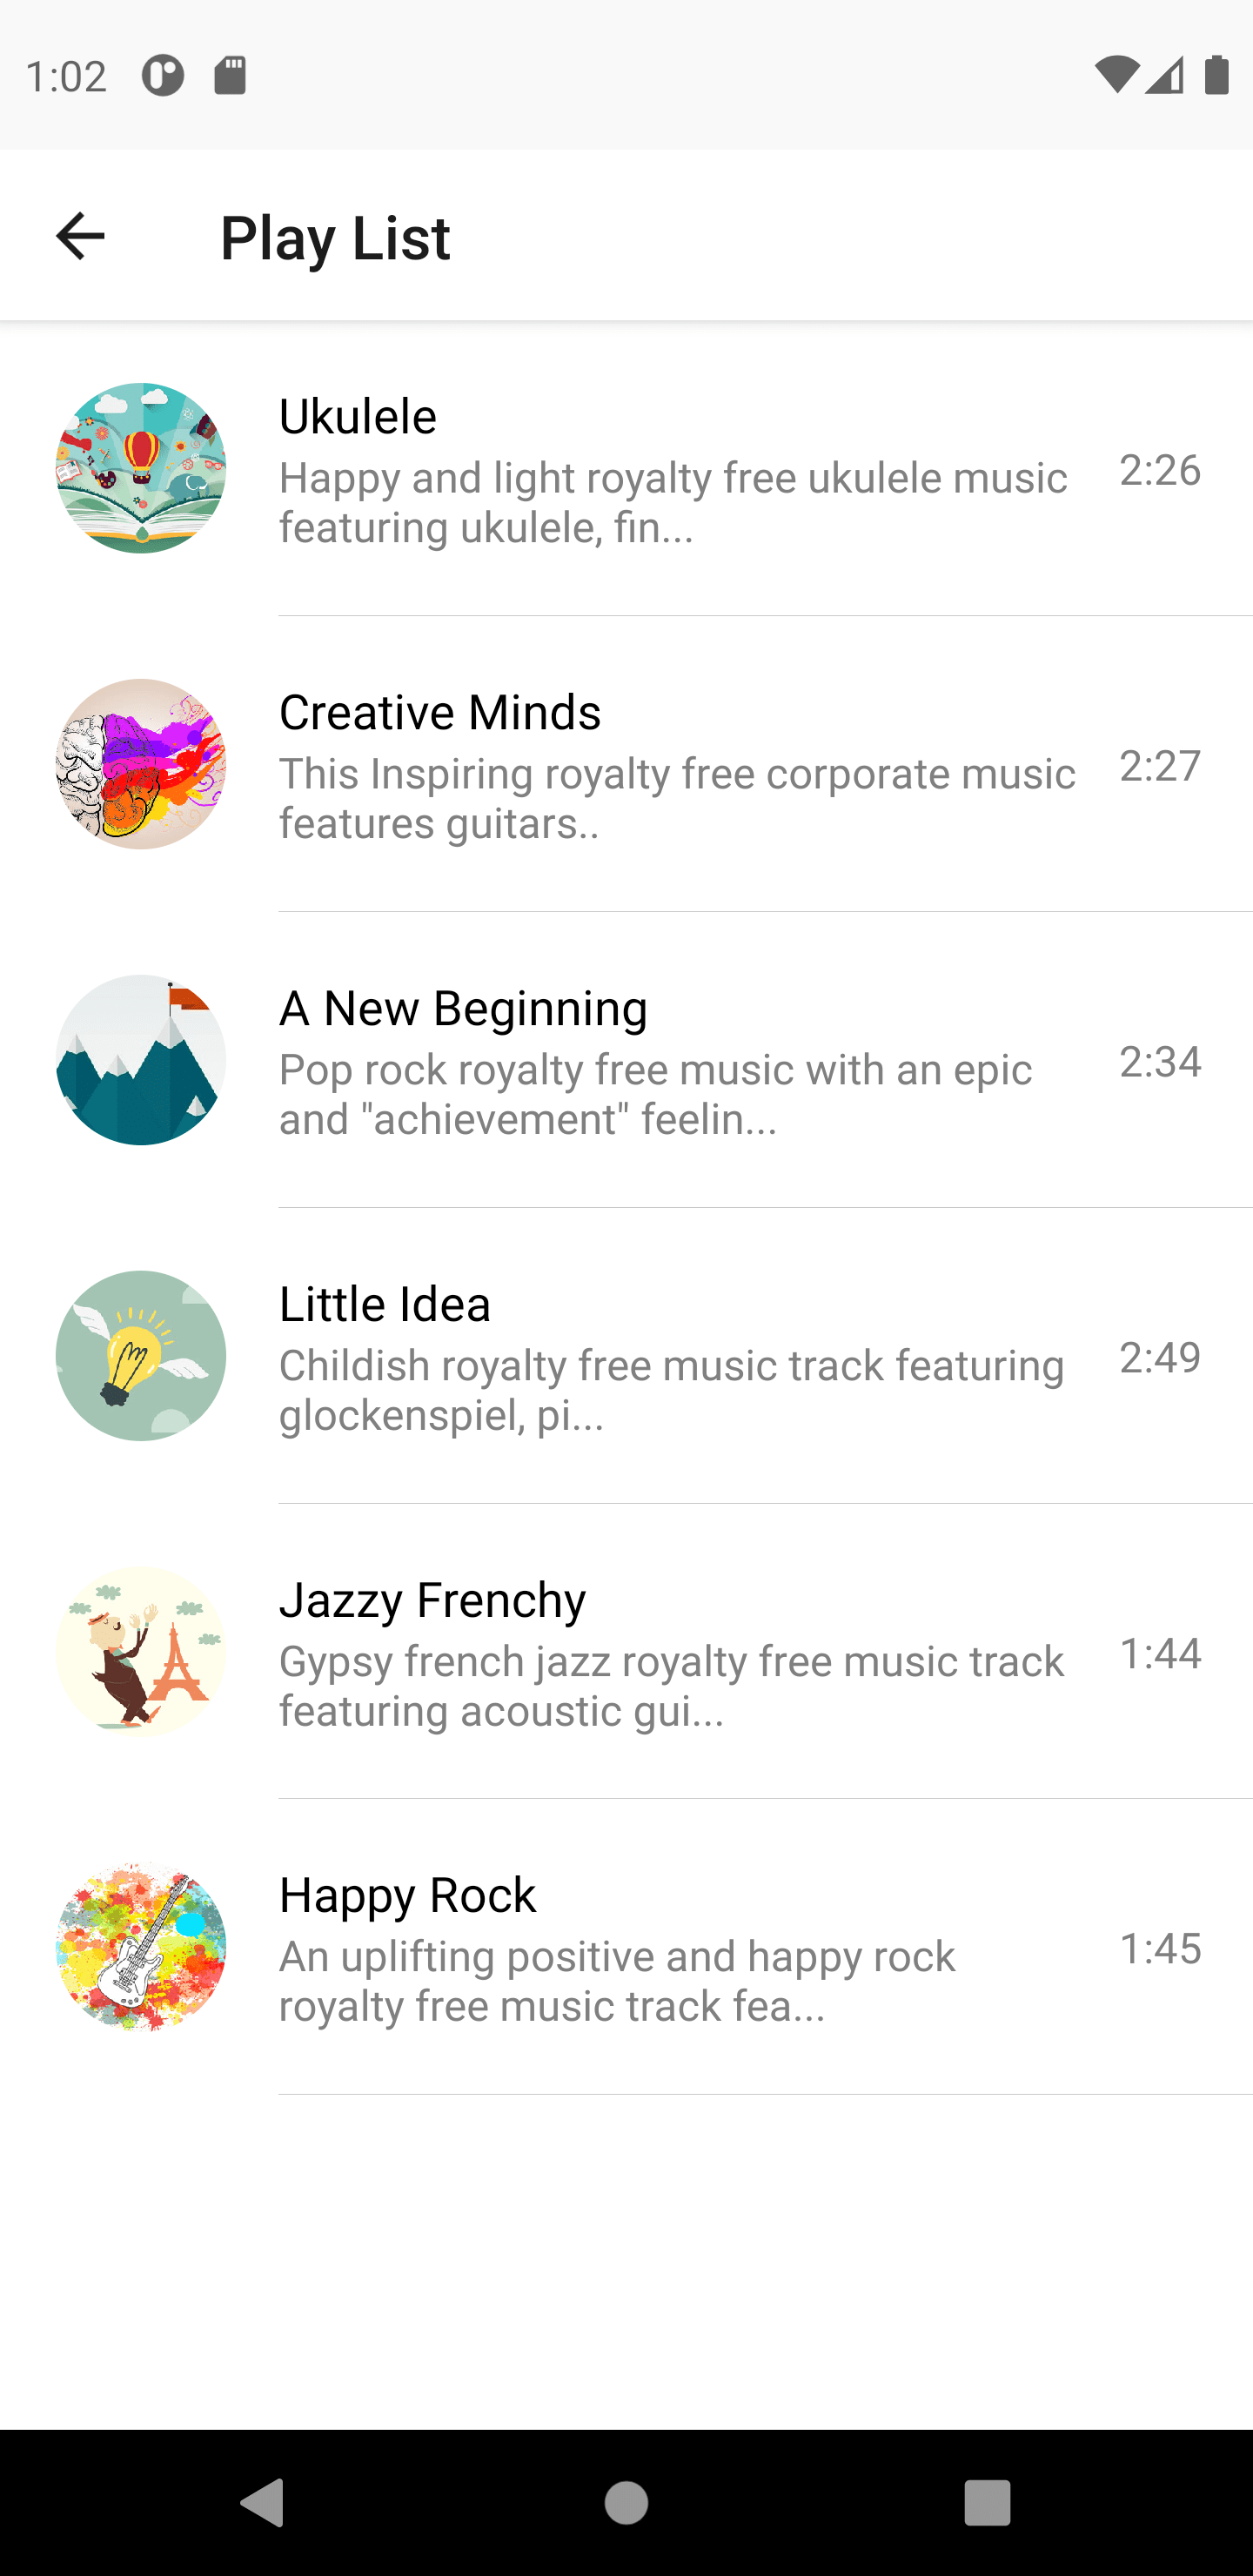 1:02
Play List
Ukulele
Happy and light royalty free ukulele music
featuring ukulele, fin...
2:26
Creative Minds
This Inspiring royalty free corporate music
features guitars..
2:27
A New Beginning
Pop rock royalty free music with an epic
and "achievement" feelin...
2:34
Little Idea
Childish royalty free music track featuring
glockenspiel, pi...
2:49
Jazzy Frenchy
Gypsy french jazz royalty free music track
featuring acoustic gui...
1:44
Happy Rock
An uplifting positive and happy rock
royalty free music track fea...
1:45